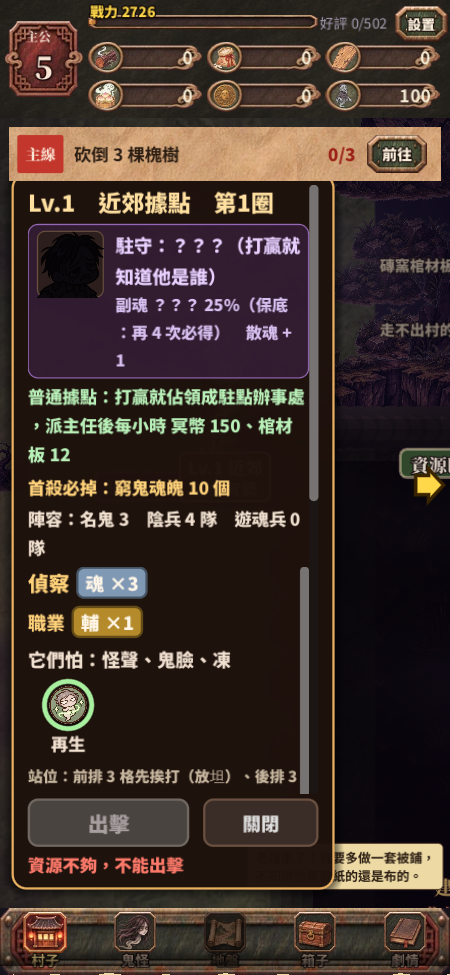 戰力.2726
好評 0/502
設置
主公
5
0
0
0
0
0
100
主線
砍倒 3 棵槐樹
0/3
前往
Lv.1 近郊據點 第1圈
駐守：？？？（打贏就
知道他是誰）
副魂 ？？？ 25%（保底
：再 4 次必得） 散魂 +
1
磚窯棺材板
走不出村的
普通據點：打贏就佔領成駐點辦事處
，派主任後每小時 冥幣 150、棺材
板 12
首殺必掉：窮鬼魂魄 10 個
陣容：名鬼 3 陰兵 4 隊 遊魂兵 0
隊
資源
偵察 魂 ×3
職業 輔 ×1
它們怕：怪聲、鬼臉、凍
再生
站位：前排 3 格先挨打（放坦）、後排 3
出擊
關閉
資源不夠，不能出擊
要多做一套被鋪，
紙的還是布的。
村子
鬼怪
地盤
箱子
劇情